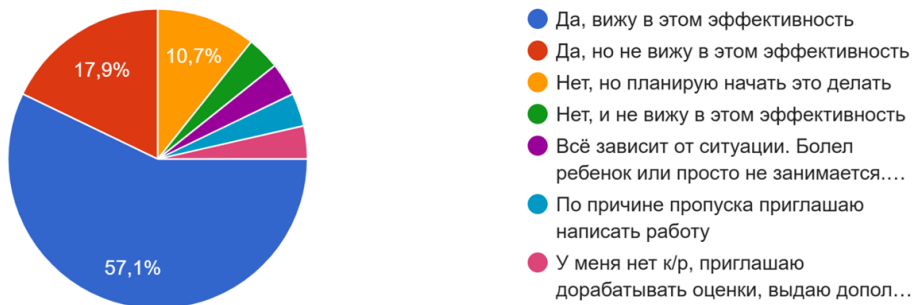 10,7%
17,9%
57,1%
Да, вижу в этом эффективность
Да, но не вижу в этом эффективность
Нет, но планирую начать это делать
Нет, и не вижу в этом эффективность
Всё зависит от ситуации. Болел
ребенок или просто не занимается.…
По причине пропуска приглашаю
написать работу
У меня нет к/р, приглашаю
дорабатывать оценки, выдаю допол…